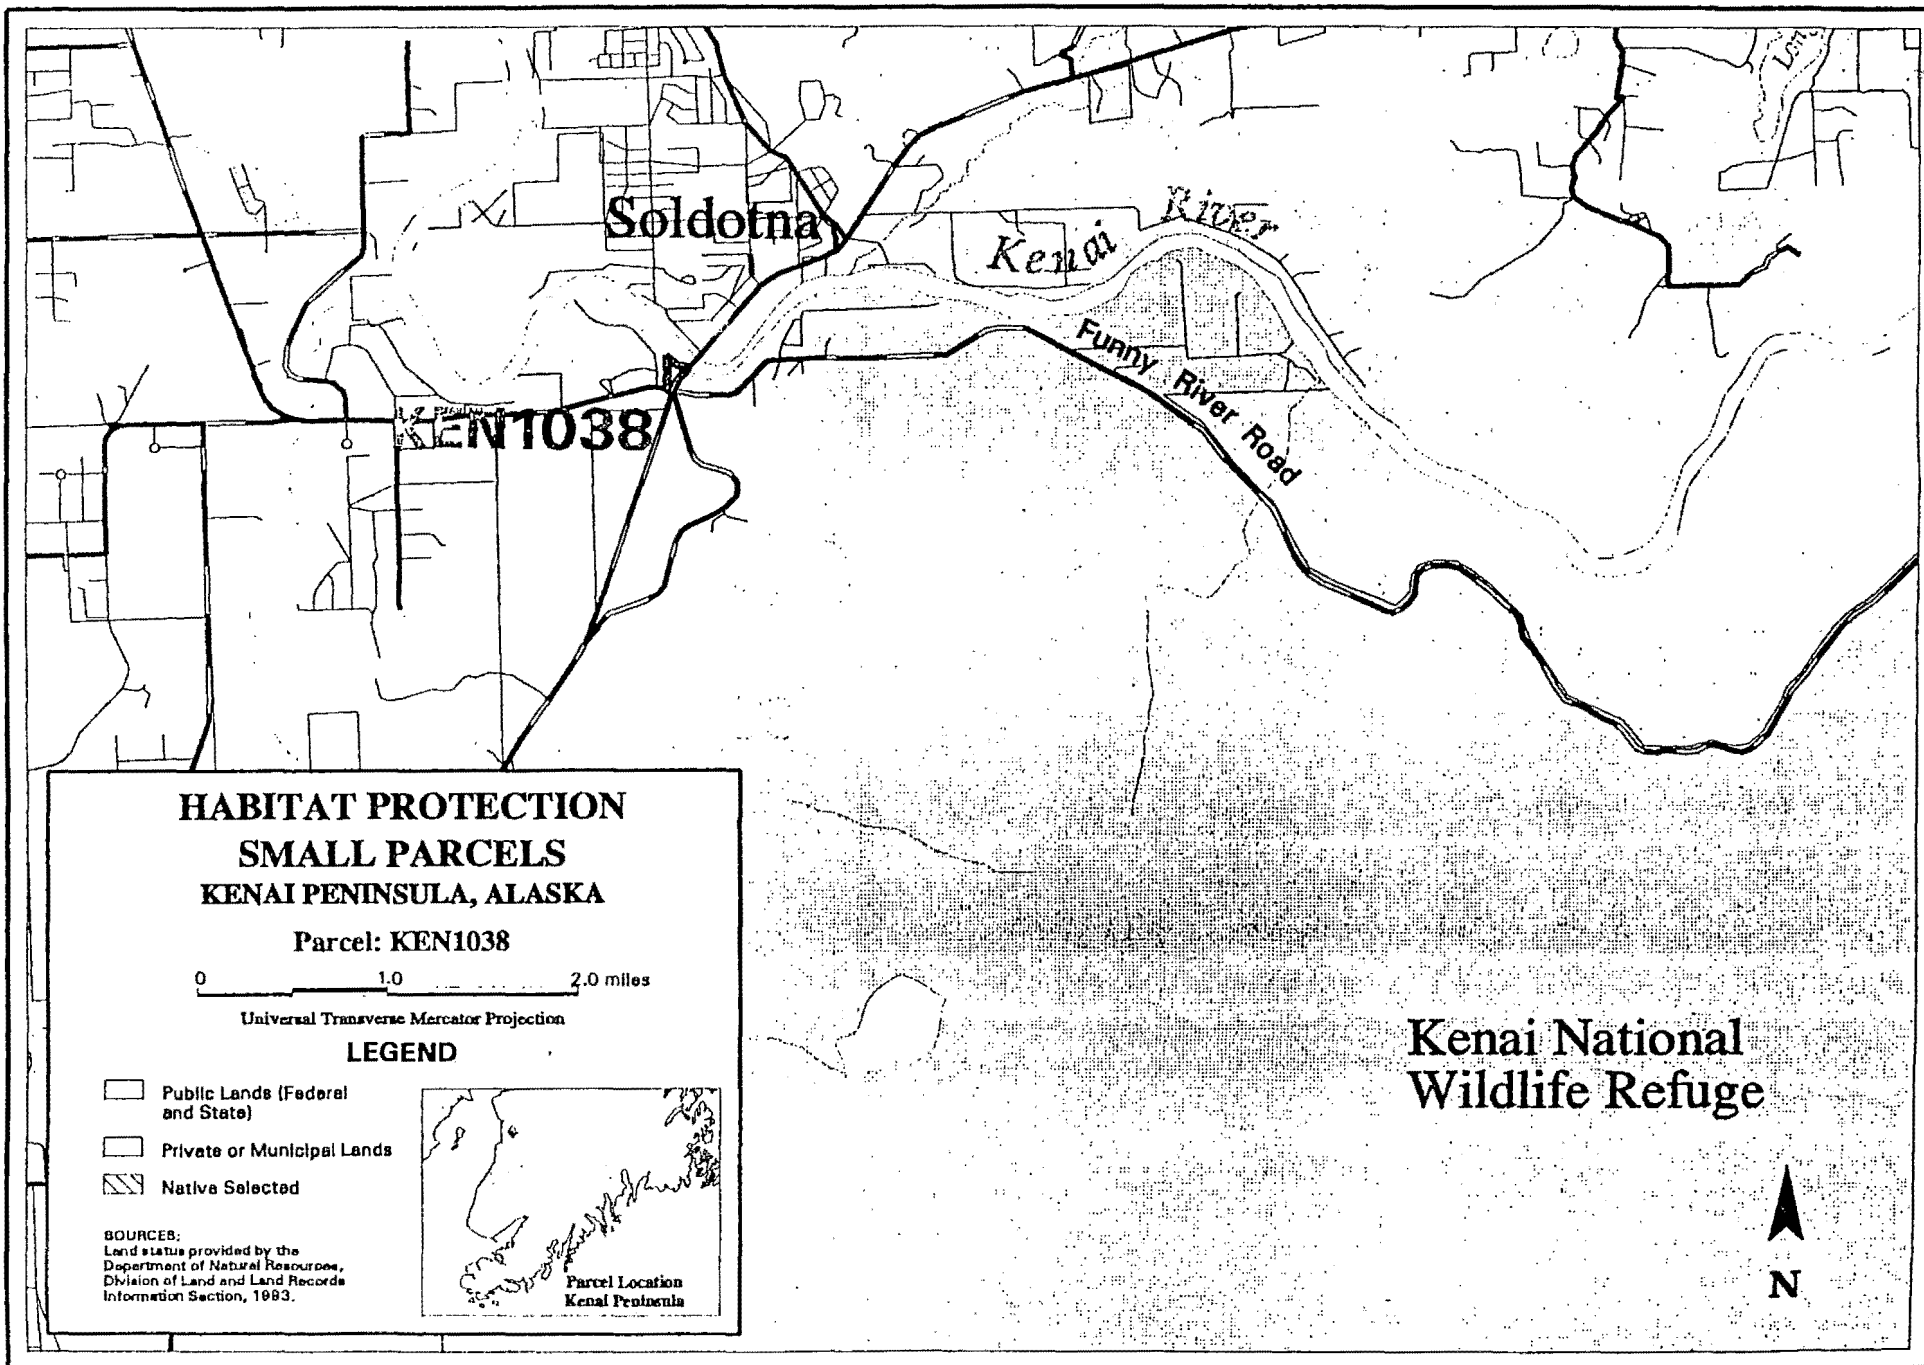 Long
Soldotna
Kenai River
Funny River Road
KEN1038
HABITAT PROTECTION
SMALL PARCELS
KENAI PENINSULA, ALASKA
Parcel: KEN1038
0 1.0 2.0 miles
Universal Transverse Mercator Projection
LEGEND
Public Lands (Federal
and State)
Private or Municipal Lands
Native Selected
SOURCES:
Land status provided by the
Department of Natural Resources,
Division of Land and Land Records
Information Section, 1993.
Parcel Location
Kenai Peninsula
Kenai National
Wildlife Refuge
N